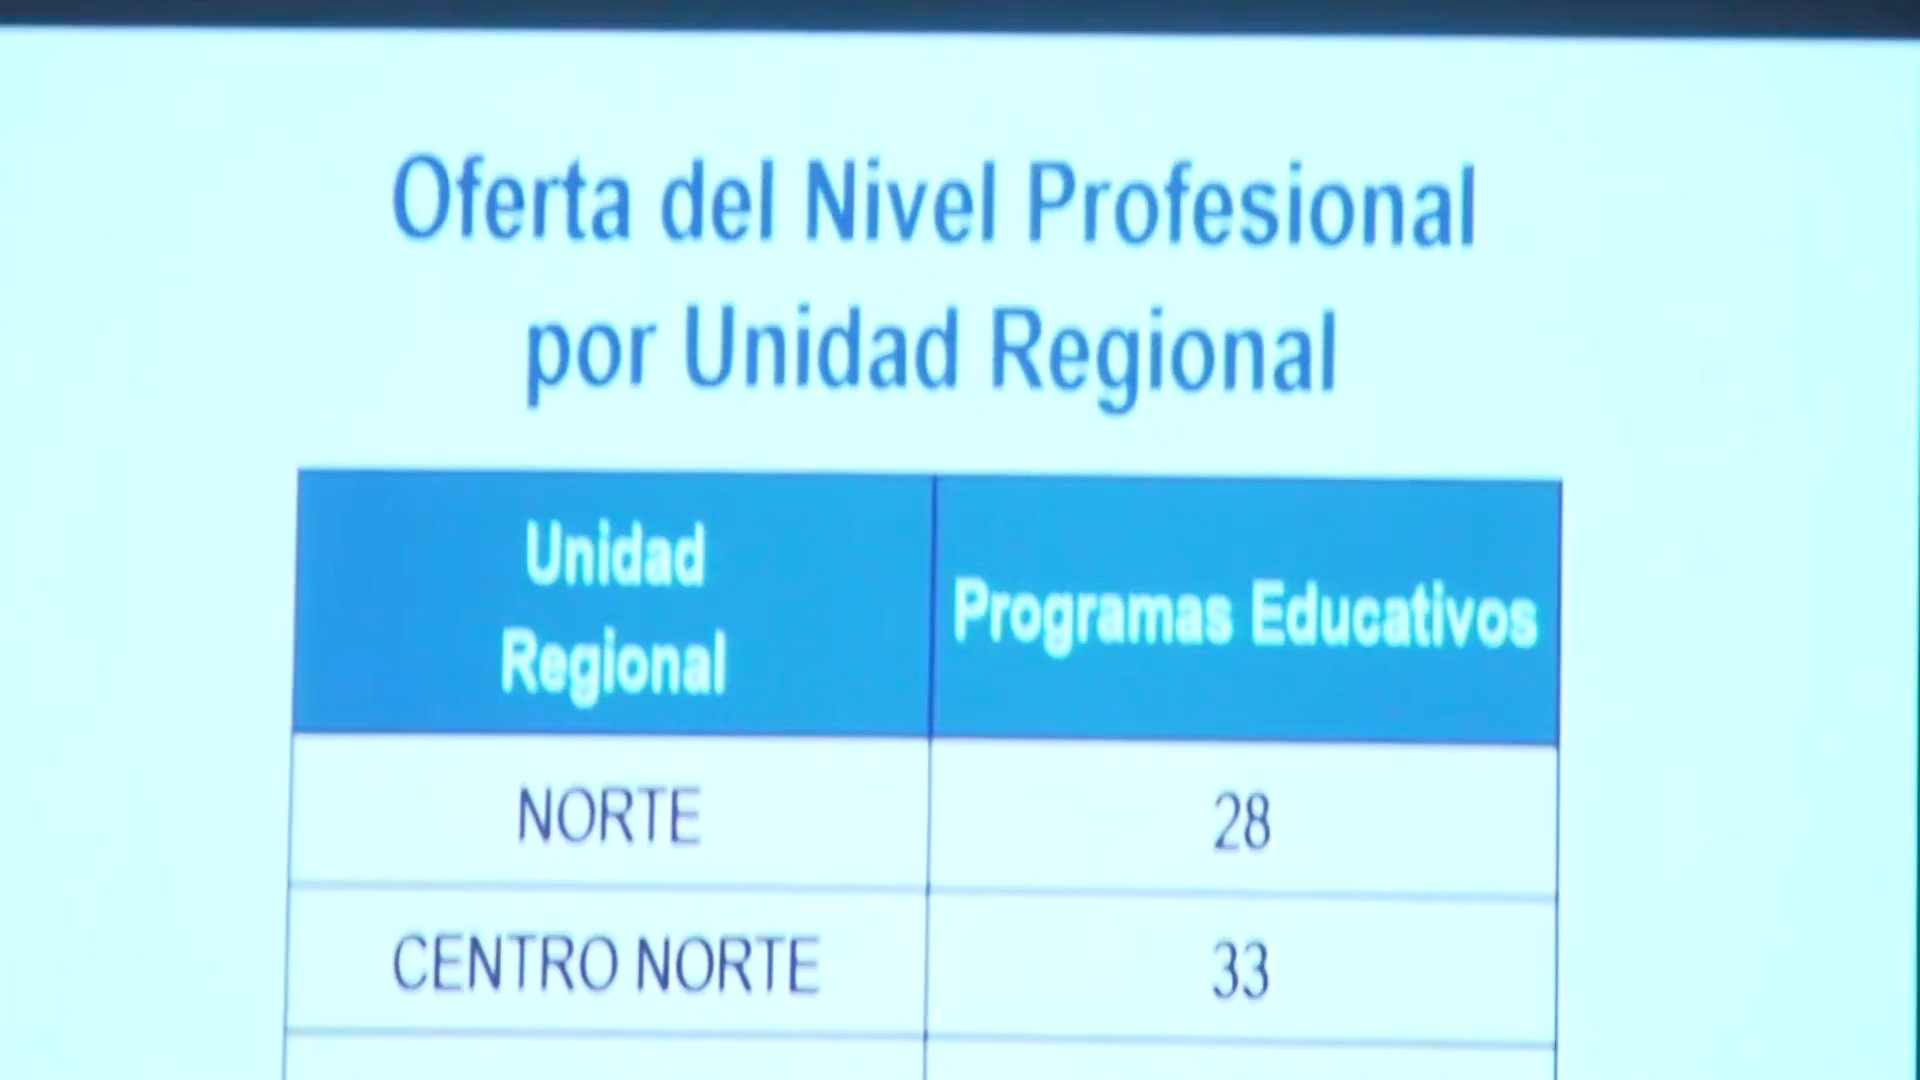 Oferta del Nivel Profesional
por Unidad Regional
Unidad
Regional
Programas Educativos
NORTE
28
CENTRO NORTE
33